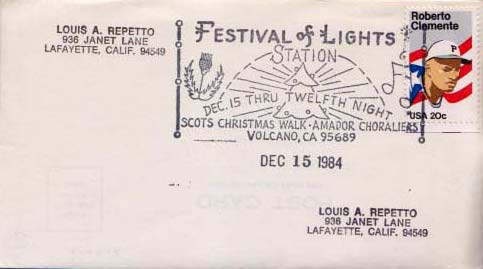 LOUIS A. REPETTO
936 JANET LANE
LAFAYETTE, CALIF. 94549
FESTIVAL of LIGHTS
STATION
DEC. 15 THRU TWELFTH NIGHT
SCOTS CHRISTMAS WALK - AMADOR CHORALIERS
VOLCANO, CA 95689
DEC 15 1984
Roberto
Clemente
P
USA 20c
POST CARD
LOUIS A. REPETTO
936 JANET LANE
LAFAYETTE, CALIF. 94549